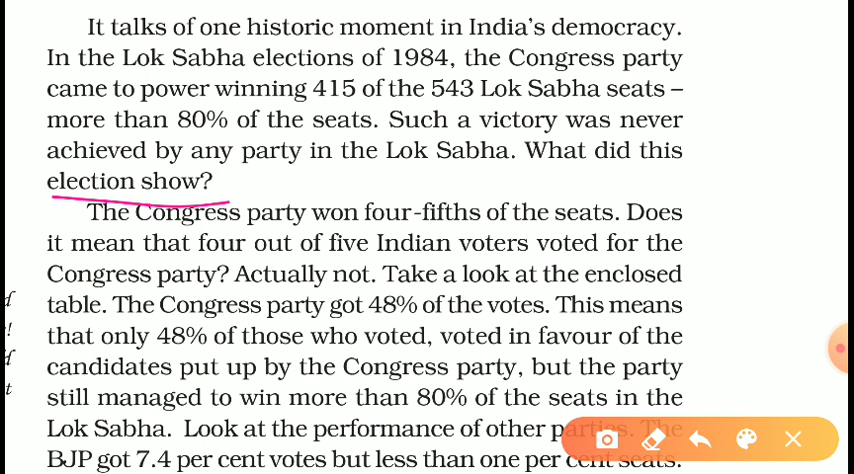 It talks of one historic moment in India's democracy.
In the Lok Sabha elections of 1984, the Congress party
came to power winning 415 of the 543 Lok Sabha seats –
more than 80% of the seats. Such a victory was never
achieved by any party in the Lok Sabha. What did this
election show?
The Congress party won four-fifths of the seats. Does
it mean that four out of five Indian voters voted for the
Congress party? Actually not. Take a look at the enclosed
table. The Congress party got 48% of the votes. This means
that only 48% of those who voted, voted in favour of the
candidates put up by the Congress party, but the party
still managed to win more than 80% of the seats in the
Lok Sabha. Look at the performance of other parties. The
BJP got 7.4 per cent votes but less than one per cent seats.